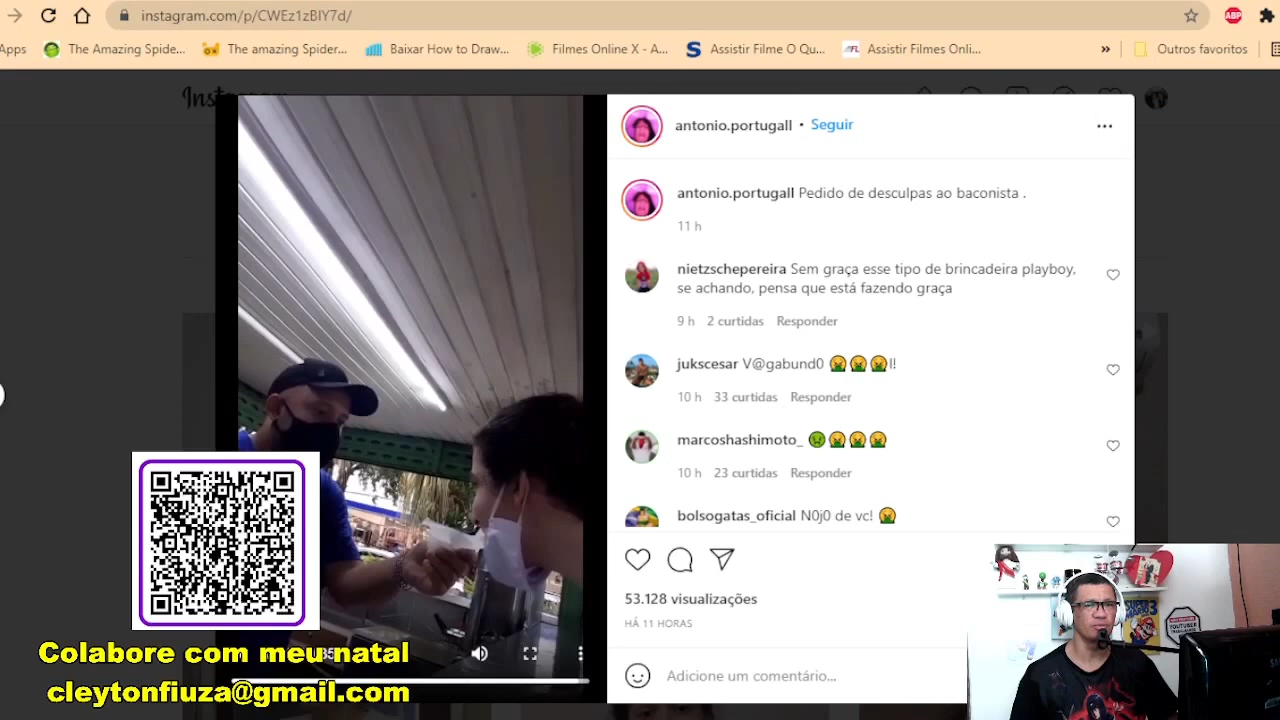 instagram.com/p/CWEz1zBIY7d/
ABP
Apps The Amazing Spide... The amazing Spider... Baixar How to Draw... Filmes Online X - A... S Assistir Filme O Qu... Assistir Filmes Onli... » Outros favoritos
antonio.portugall • Seguir
antonio.portugall Pedido de desculpas ao baconista .
11 h
nietzschepereira Sem graça esse tipo de brincadeira playboy,
se achando, pensa que está fazendo graça
9 h 2 curtidas Responder
jukscesar V@gabund0 🤮🤮🤮!!
10 h 33 curtidas Responder
marcoshashimoto_ 🤢🤮🤮🤮
10 h 23 curtidas Responder
bolsogatas_oficial N0j0 de vc! 🤮
53.128 visualizações
HÁ 11 HORAS
Adicione um comentário...
Colabore com meu natal
cleytonfiuza@gmail.com
YOUTUBER